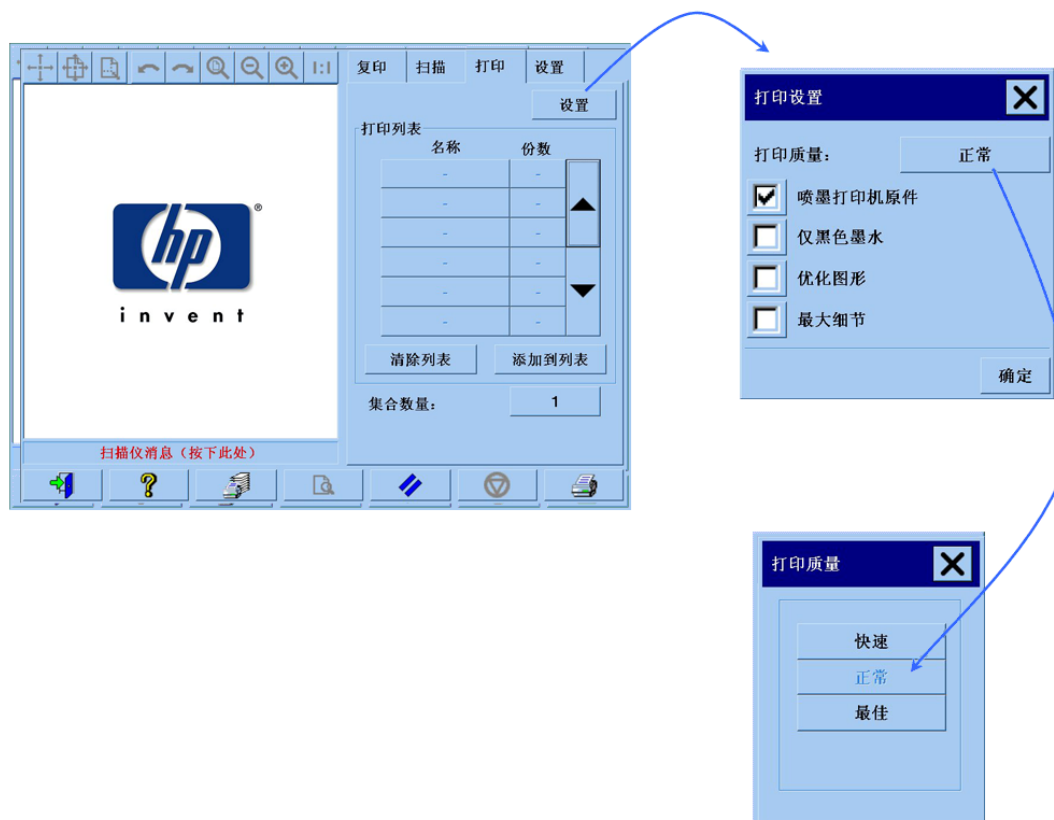 1:1
复印 扫描 打印 设置
设置
打印列表
名称 份数
- -
- -
- -
- -
- -
- -
清除列表 添加到列表
集合数量： 1
hp ®
invent
扫描仪消息（按下此处）
打印设置
打印质量： 正常
喷墨打印机原件
仅黑色墨水
优化图形
最大细节
确定
打印质量
快速
正常
最佳